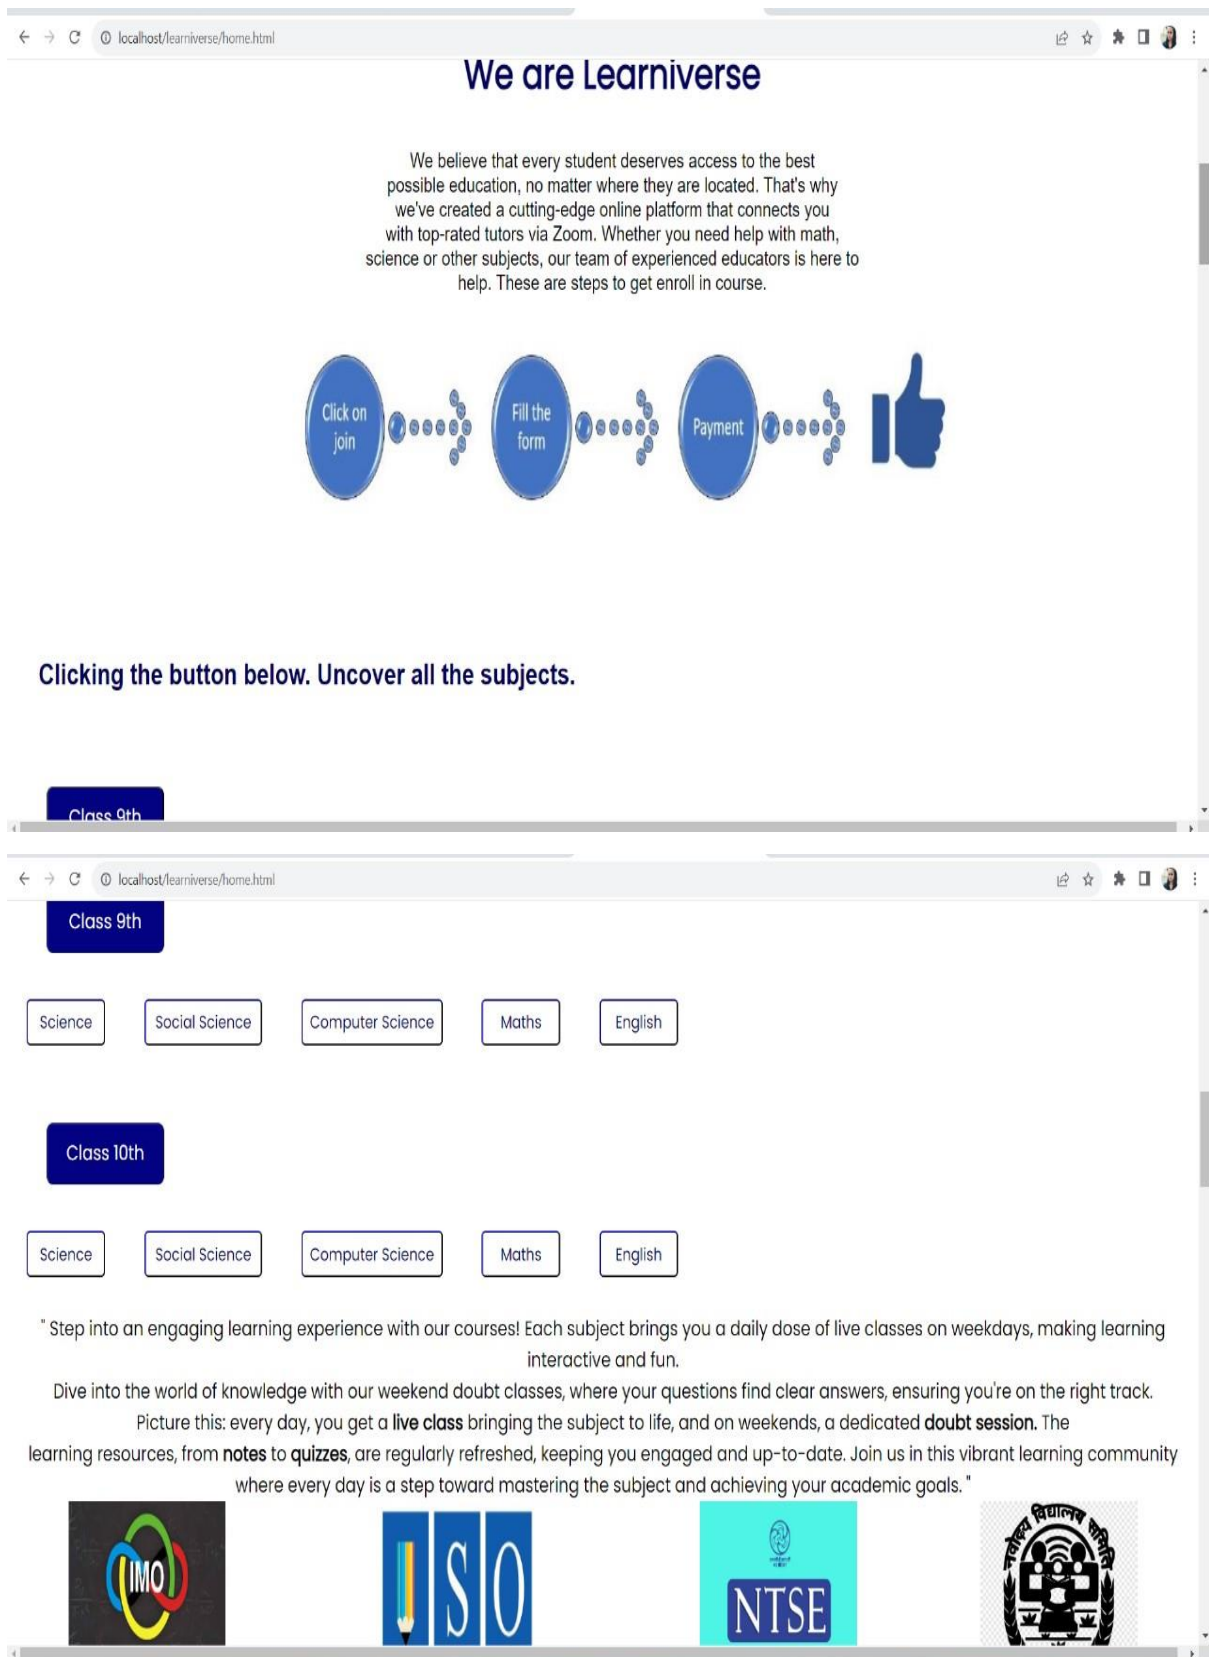 localhost/learniverse/home.html
We are Learniverse
We believe that every student deserves access to the best
possible education, no matter where they are located. That's why
we've created a cutting-edge online platform that connects you
with top-rated tutors via Zoom. Whether you need help with math,
science or other subjects, our team of experienced educators is here to
help. These are steps to get enroll in course.
Click on
join
Fill the
form
Payment
Clicking the button below. Uncover all the subjects.
Class 9th
localhost/learniverse/home.html
Class 9th
Science Social Science Computer Science Maths English
Class 10th
Science Social Science Computer Science Maths English
" Step into an engaging learning experience with our courses! Each subject brings you a daily dose of live classes on weekdays, making learning
interactive and fun.
Dive into the world of knowledge with our weekend doubt classes, where your questions find clear answers, ensuring you're on the right track.
Picture this: every day, you get a live class bringing the subject to life, and on weekends, a dedicated doubt session. The
learning resources, from notes to quizzes, are regularly refreshed, keeping you engaged and up-to-date. Join us in this vibrant learning community
where every day is a step toward mastering the subject and achieving your academic goals. "
IMO
ISO
NTSE
नवोदय विद्यालय समिति